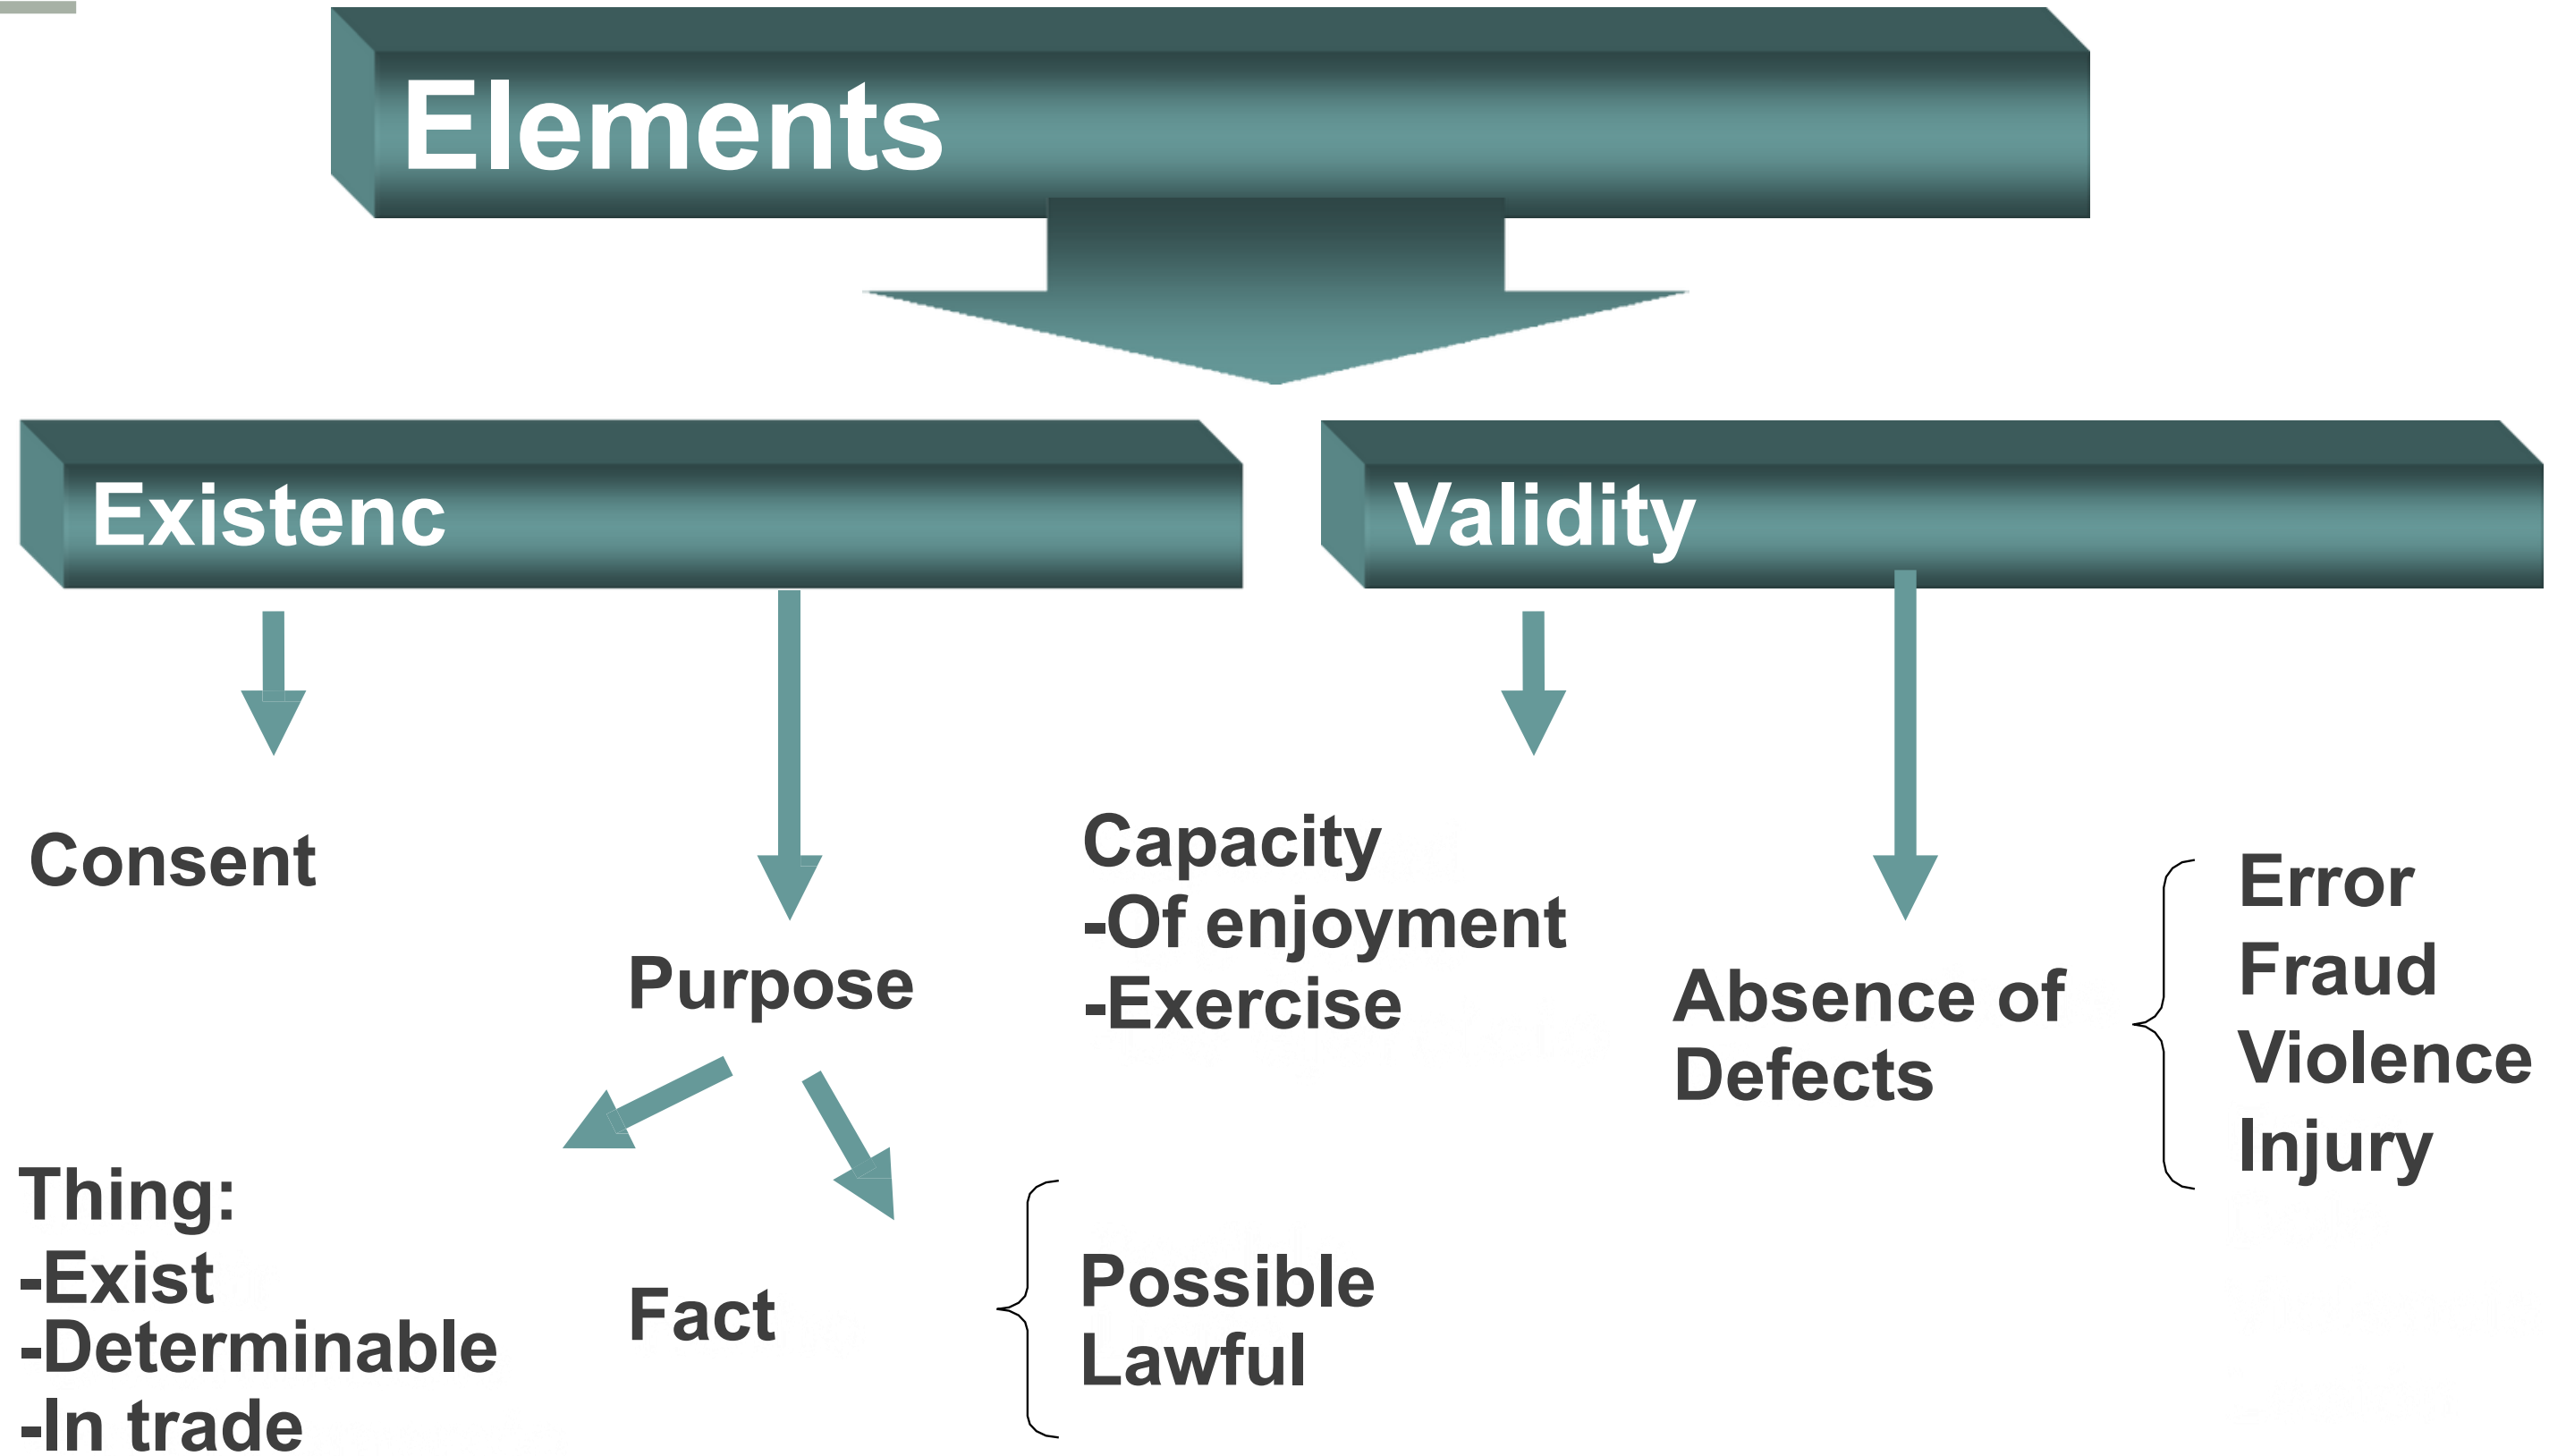 Elements
Existenc
Validity
Consent
Purpose
Thing:
-Exist
-Determinable
-In trade
Fact
Possible
Lawful
Capacity
-Of enjoyment
-Exercise
Absence of
Defects
Error
Fraud
Violence
Injury